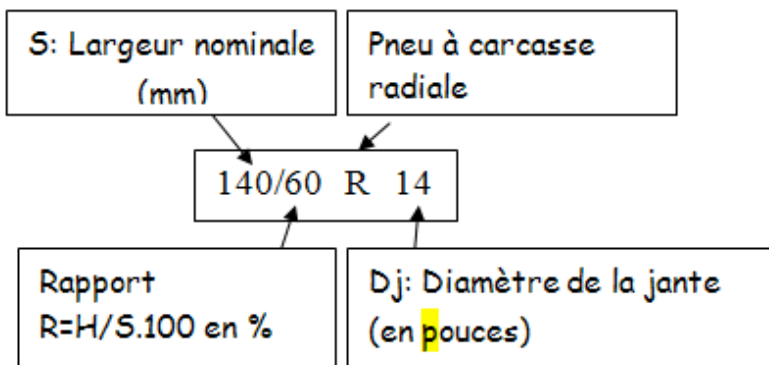 S: Largeur nominale
(mm)
Pneu à carcasse
radiale
140/60 R 14
Rapport
R=H/S.100 en %
Dj: Diamètre de la jante
(en pouces)